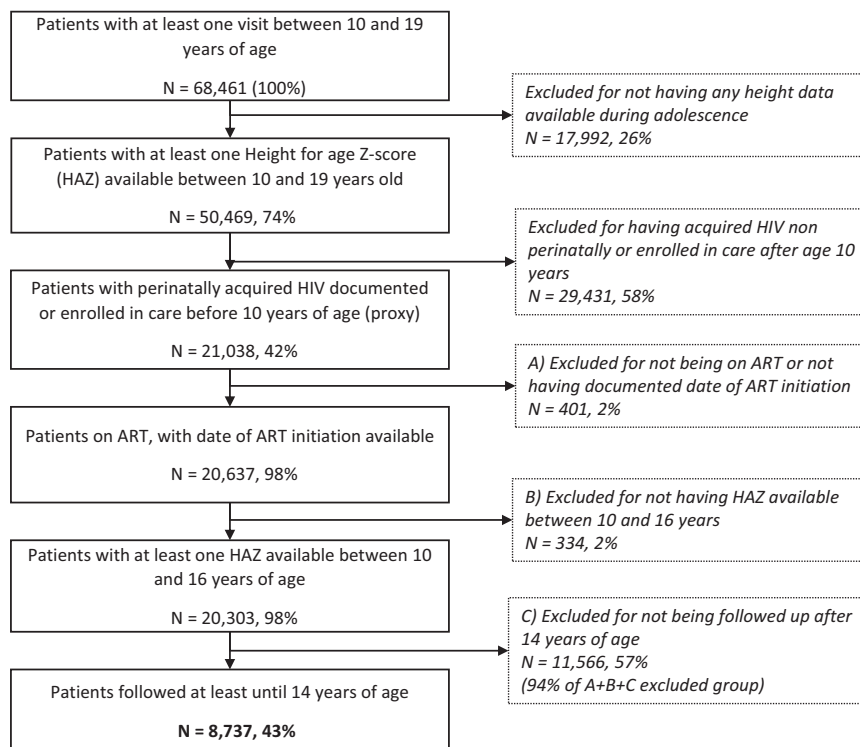 Patients with at least one visit between 10 and 19
years of age
N = 68,461 (100%)
Excluded for not having any height data
available during adolescence
N = 17,992, 26%
Patients with at least one Height for age Z-score
(HAZ) available between 10 and 19 years old
N = 50,469, 74%
Excluded for having acquired HIV non
perinatally or enrolled in care after age 10
years
N = 29,431, 58%
Patients with perinatally acquired HIV documented
or enrolled in care before 10 years of age (proxy)
N = 21,038, 42%
A) Excluded for not being on ART or not
having documented date of ART initiation
N = 401, 2%
Patients on ART, with date of ART initiation available
N = 20,637, 98%
B) Excluded for not having HAZ available
between 10 and 16 years
N = 334, 2%
Patients with at least one HAZ available between 10
and 16 years of age
N = 20,303, 98%
C) Excluded for not being followed up after
14 years of age
N = 11,566, 57%
(94% of A+B+C excluded group)
Patients followed at least until 14 years of age
N = 8,737, 43%